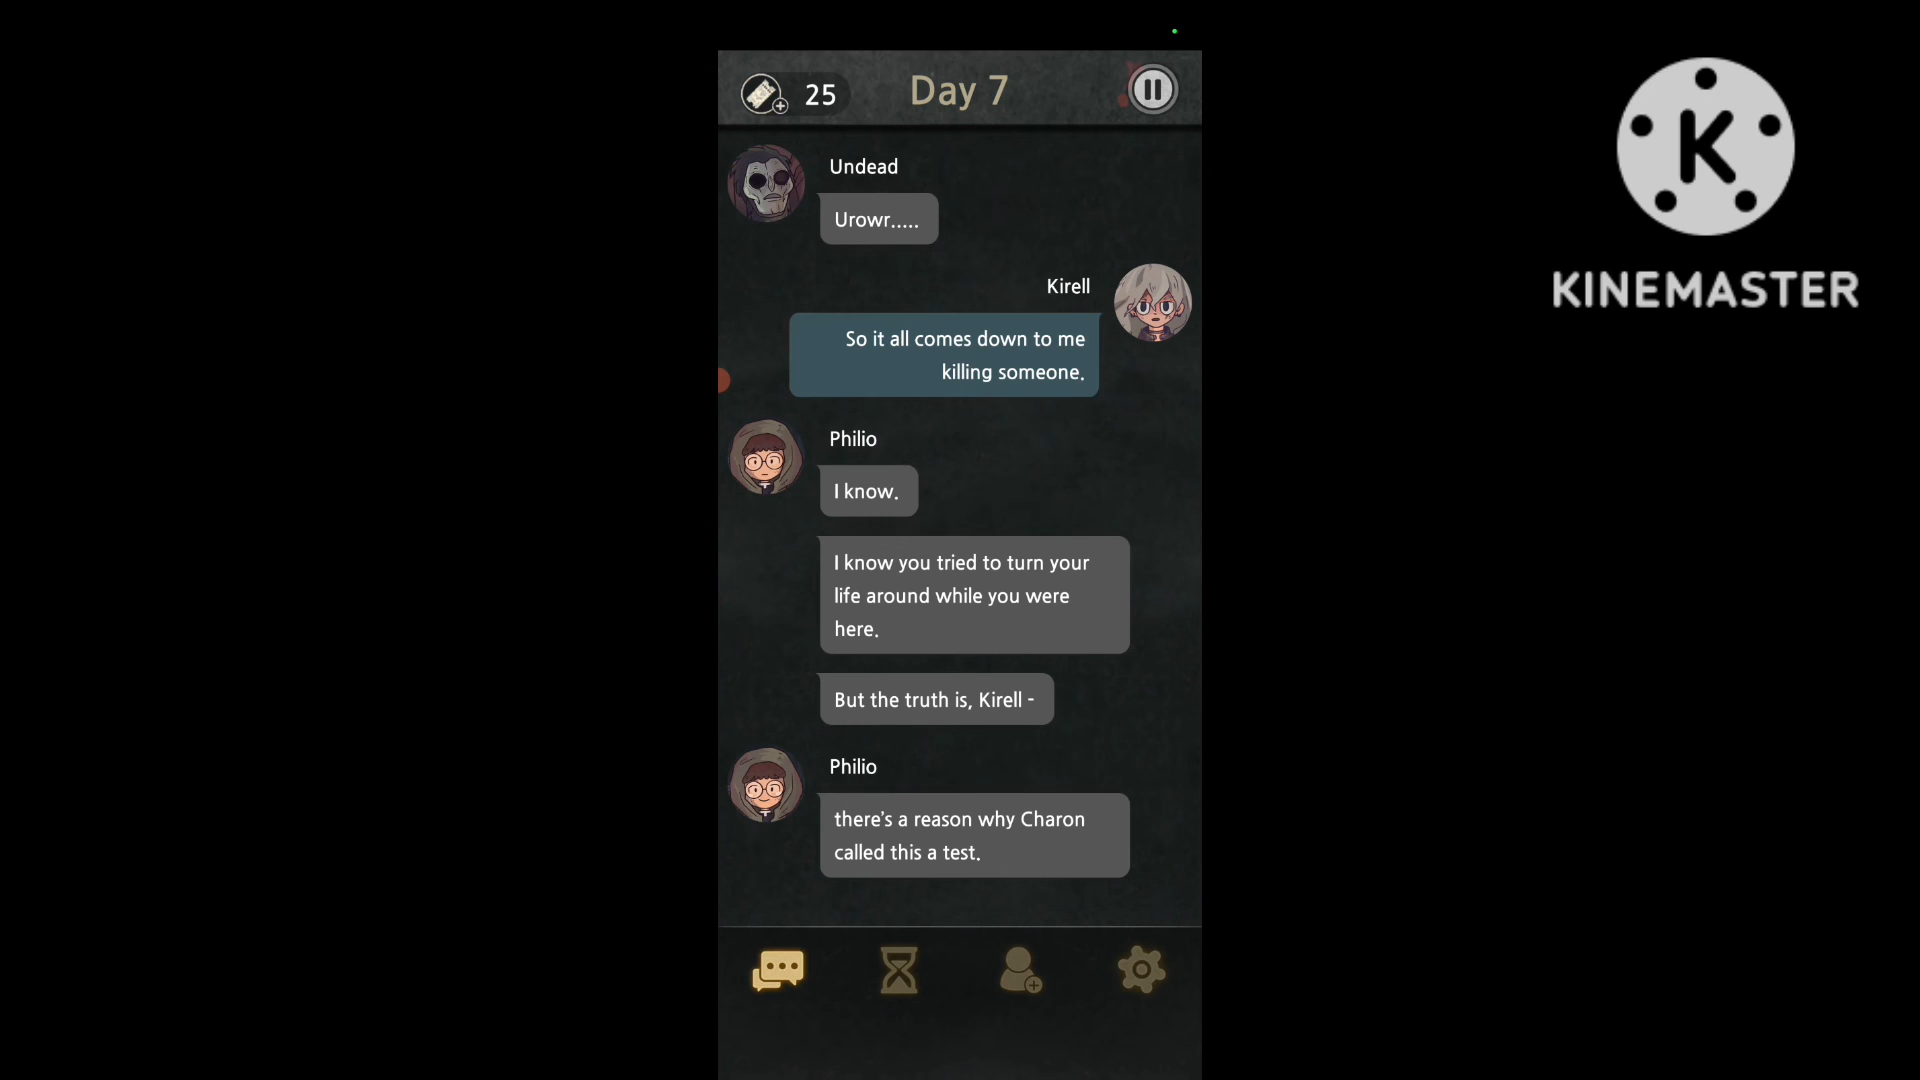 25
Day 7
Undead
Urowr.....
Kirell
So it all comes down to me
killing someone.
Philio
I know.
I know you tried to turn your
life around while you were
here.
But the truth is, Kirell -
Philio
there's a reason why Charon
called this a test.
K
KINEMASTER